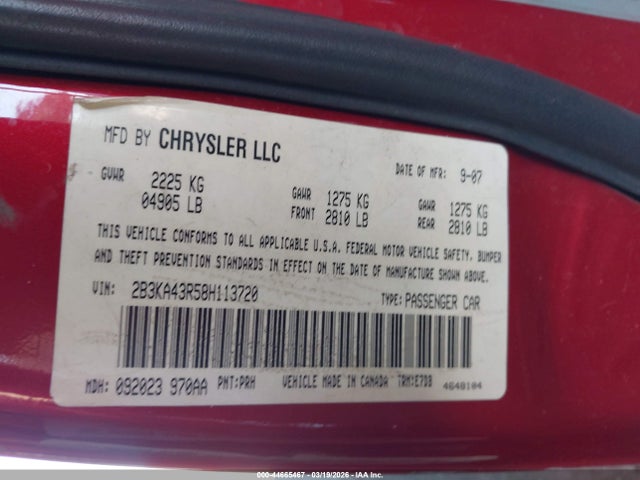 MFD BY CHRYSLER LLC
DATE OF MFR: 9-07
GVWR 2225 KG 04905 LB
GAWR FRONT 1275 KG 2810 LB
GAWR REAR 1275 KG 2810 LB
THIS VEHICLE CONFORMS TO ALL APPLICABLE U.S.A. FEDERAL MOTOR VEHICLE SAFETY, BUMPER
AND THEFT PREVENTION STANDARDS IN EFFECT ON THE DATE OF MANUFACTURE SHOWN ABOVE.
VIN: 2B3KA43R58H113720 TYPE: PASSENGER CAR
MDH: 092023 970AA PNT:PRH VEHICLE MADE IN CANADA TRM:E7D3 4648104
000-44665467 - 03/19/2026 - IAA Inc.